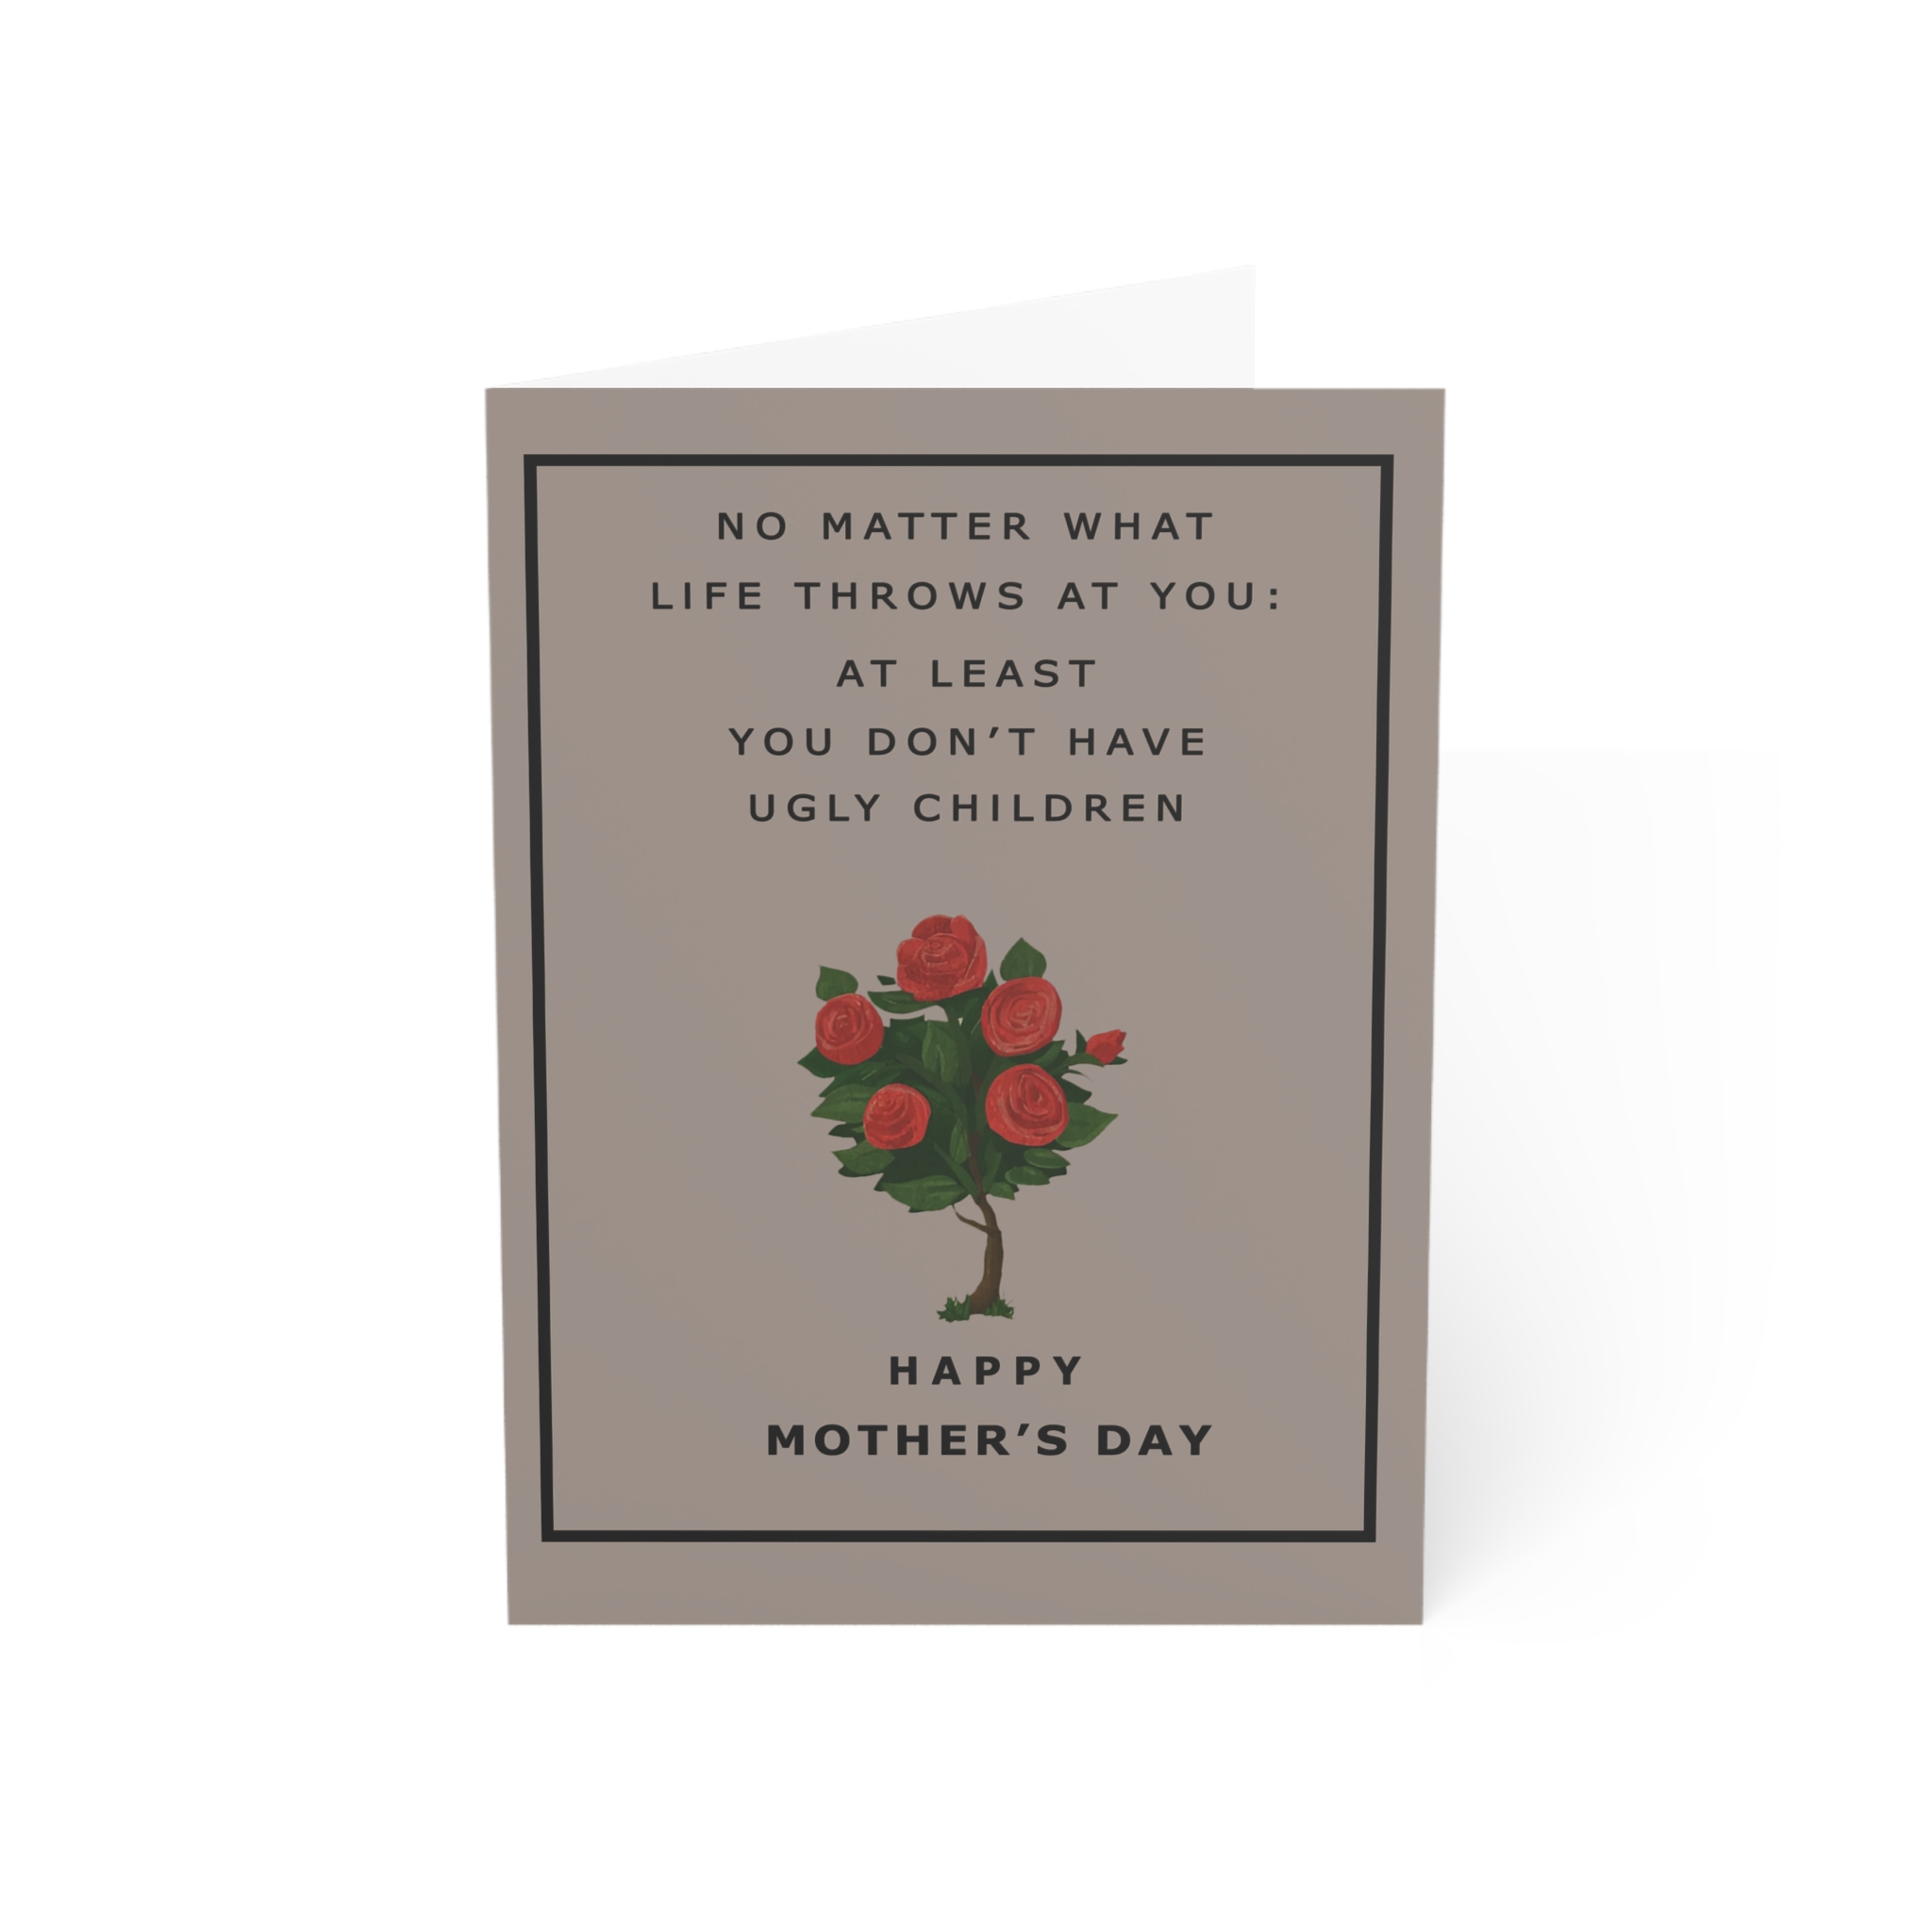 NO MATTER WHAT
LIFE THROWS AT YOU:
AT LEAST
YOU DON’T HAVE
UGLY CHILDREN
HAPPY
MOTHER’S DAY